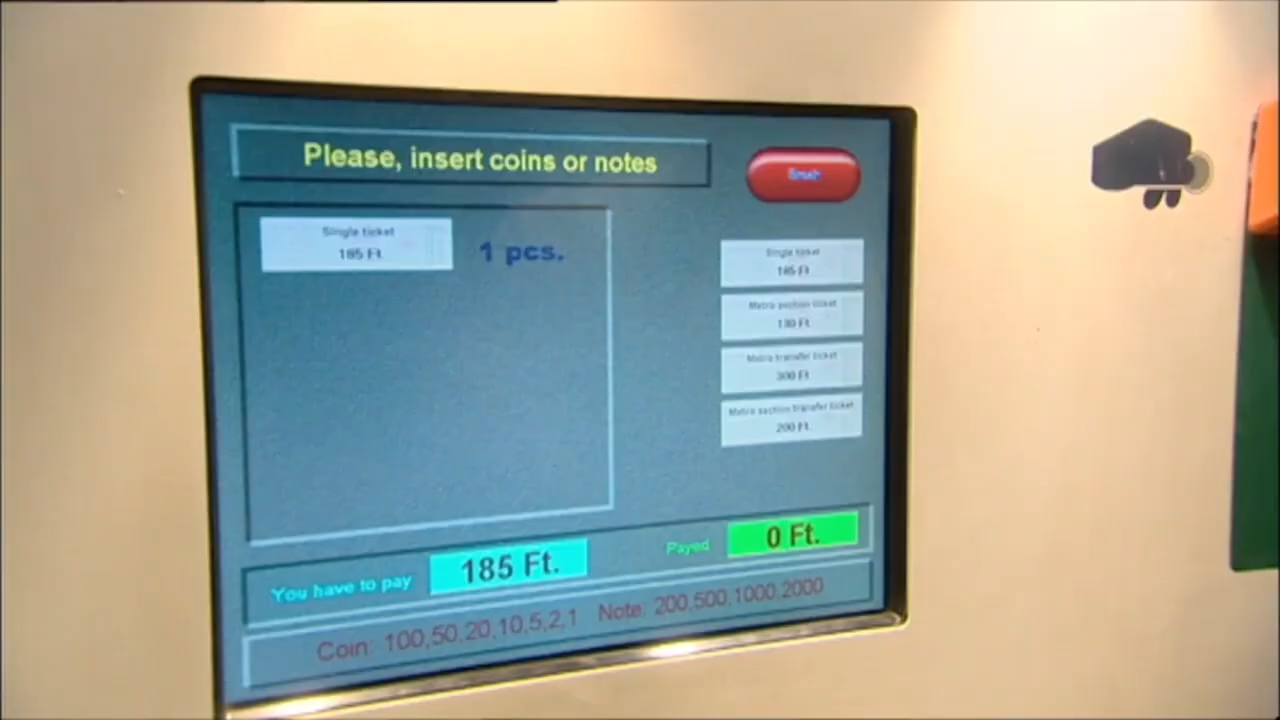 Please, insert coins or notes
Single ticket
185 Ft.
1 pcs.
Single ticket
185 Ft.
Metro section ticket
Metro transfer ticket
300 Ft.
Metro section transfer ticket
200 Ft.
You have to pay
185 Ft.
Payed
0 Ft.
Coin: 100,50,20,10,5,2,1 Note: 200,500,1000,2000